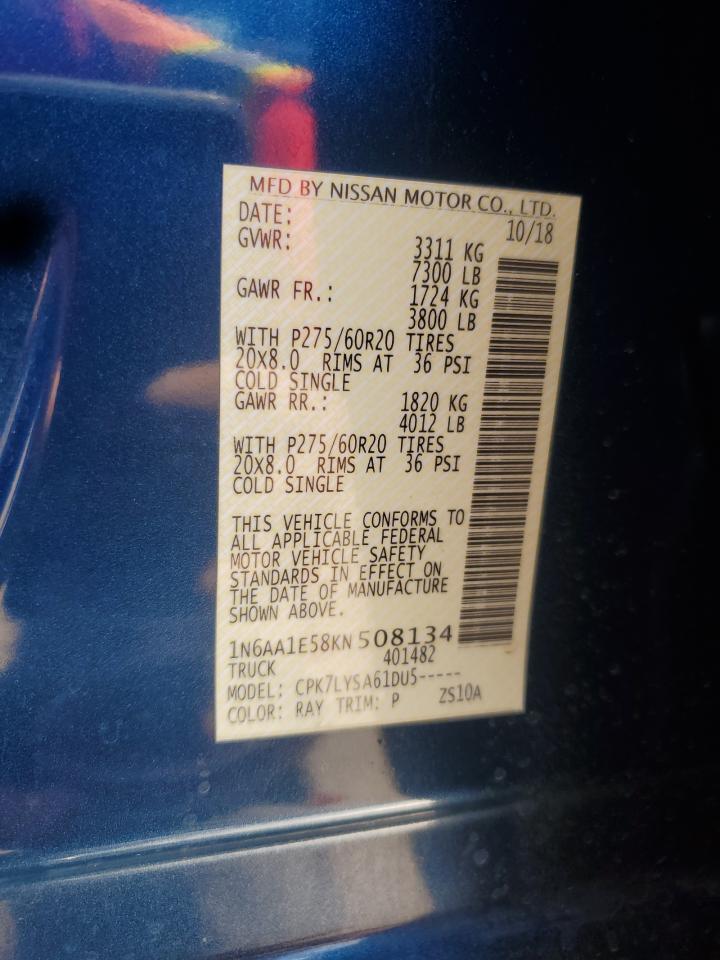 MFD BY NISSAN MOTOR CO., LTD.
DATE: 10/18
GVWR: 3311 KG
7300 LB
GAWR FR.: 1724 KG
3800 LB
WITH P275/60R20 TIRES
20X8.0 RIMS AT 36 PSI
COLD SINGLE
GAWR RR.: 1820 KG
4012 LB
WITH P275/60R20 TIRES
20X8.0 RIMS AT 36 PSI
COLD SINGLE
THIS VEHICLE CONFORMS TO
ALL APPLICABLE FEDERAL
MOTOR VEHICLE SAFETY
STANDARDS IN EFFECT ON
THE DATE OF MANUFACTURE
SHOWN ABOVE.
1N6AA1E58KN508134
TRUCK 401482
MODEL: CPK7LYSA61DU5-----
COLOR: RAY TRIM: P ZS10A